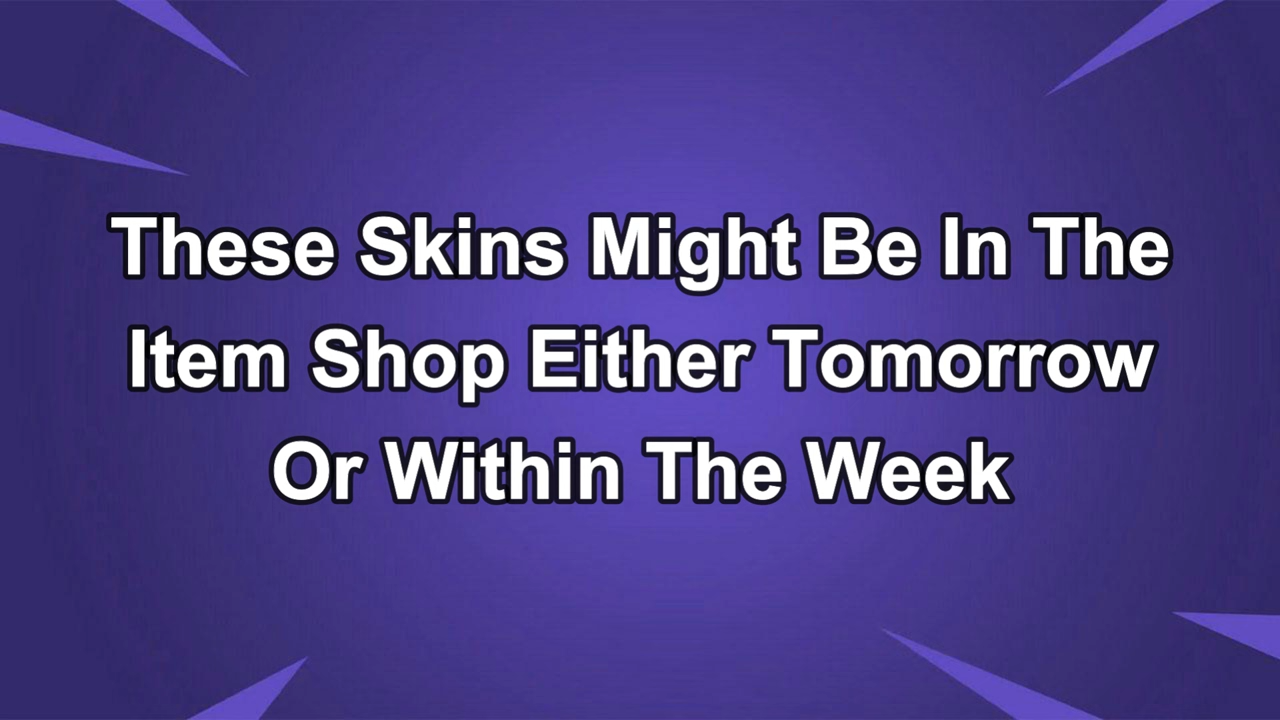 These Skins Might Be In The
Item Shop Either Tomorrow
Or Within The Week